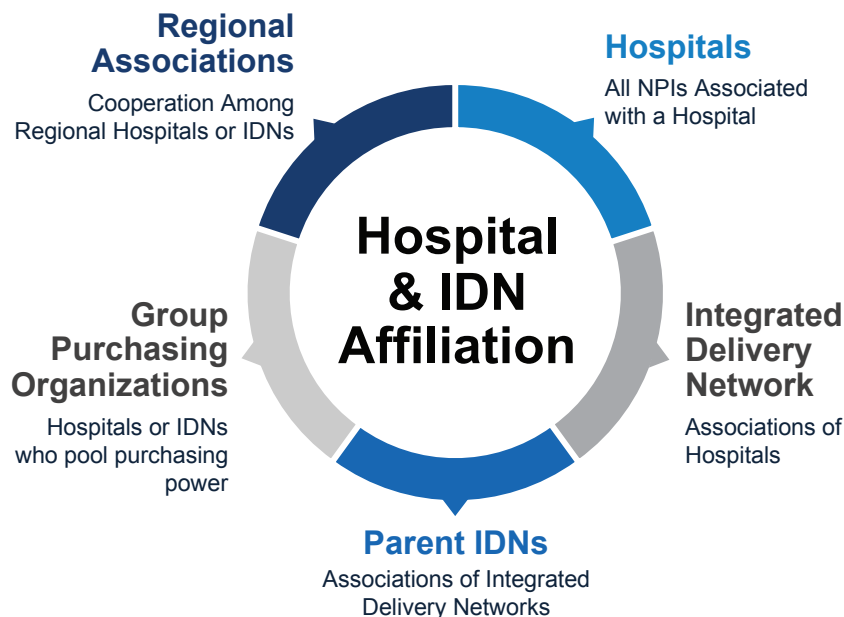 Regional
Associations
Cooperation Among
Regional Hospitals or IDNs
Hospitals
All NPIs Associated
with a Hospital
Hospital
& IDN
Affiliation
Group
Purchasing
Organizations
Hospitals or IDNs
who pool purchasing
power
Integrated
Delivery
Network
Associations of
Hospitals
Parent IDNs
Associations of Integrated
Delivery Networks